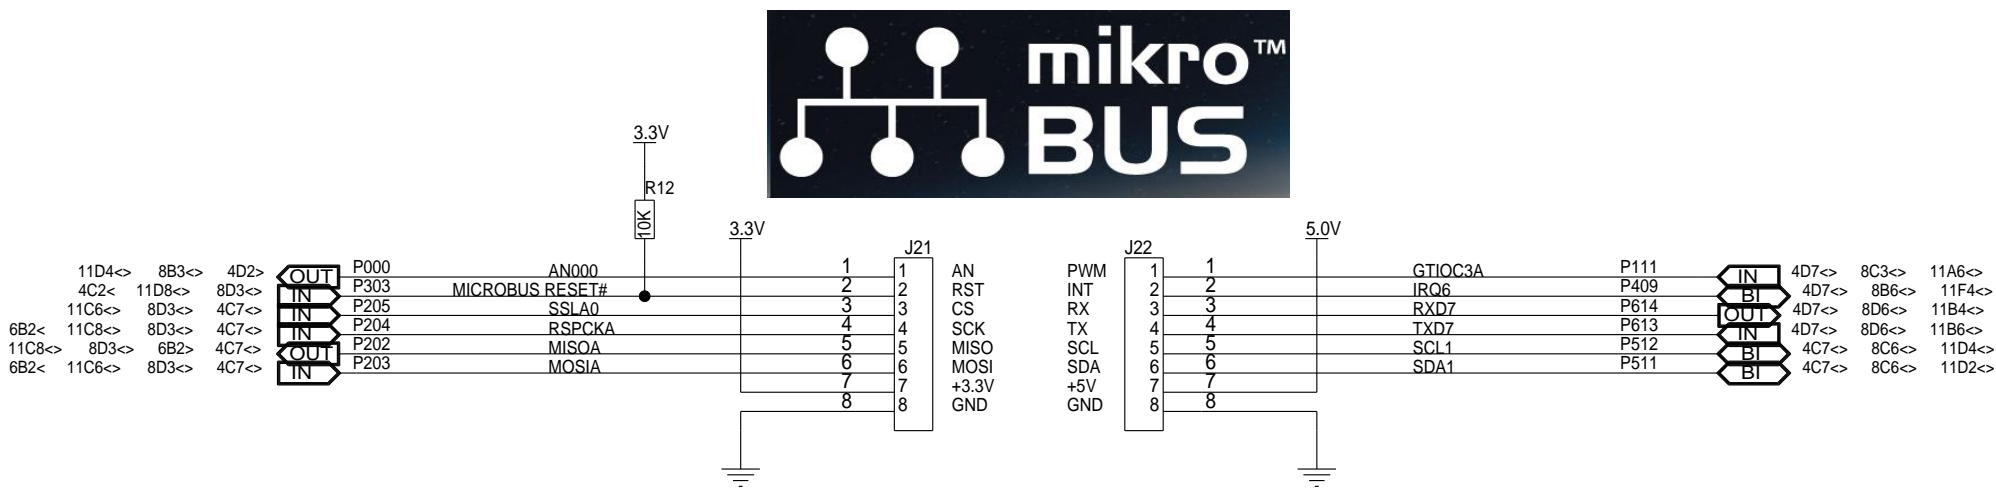 mikro™
BUS
3.3V
R12
10K
3.3V
5.0V
J21
J22
11D4<> 8B3<> 4D2> OUT P000 AN000 1 1 AN PWM 1 1 GTIOC3A P111 IN 4D7<> 8C3<> 11A6<>
4C2< 11D8<> 8D3<> IN P303 MICROBUS RESET# 2 2 RST INT 2 2 IRQ6 P409 BI 4D7<> 8B6<> 11F4<>
11C6<> 8D3<> 4C7<> IN P205 SSLA0 3 3 CS RX 3 3 RXD7 P614 OUT 4D7<> 8D6<> 11B4<>
6B2< 11C8<> 8D3<> 4C7<> IN P204 RSPCKA 4 4 SCK TX 4 4 TXD7 P613 IN 4D7<> 8D6<> 11B6<>
11C8<> 8D3<> 6B2> 4C7<> OUT P202 MISOA 5 5 MISO SCL 5 5 SCL1 P512 BI 4C7<> 8C6<> 11D4<>
6B2< 11C6<> 8D3<> 4C7<> IN P203 MOSIA 6 6 MOSI SDA 6 6 SDA1 P511 BI 4C7<> 8C6<> 11D2<>
7 7 +3.3V +5V 7 7
8 8 GND GND 8 8